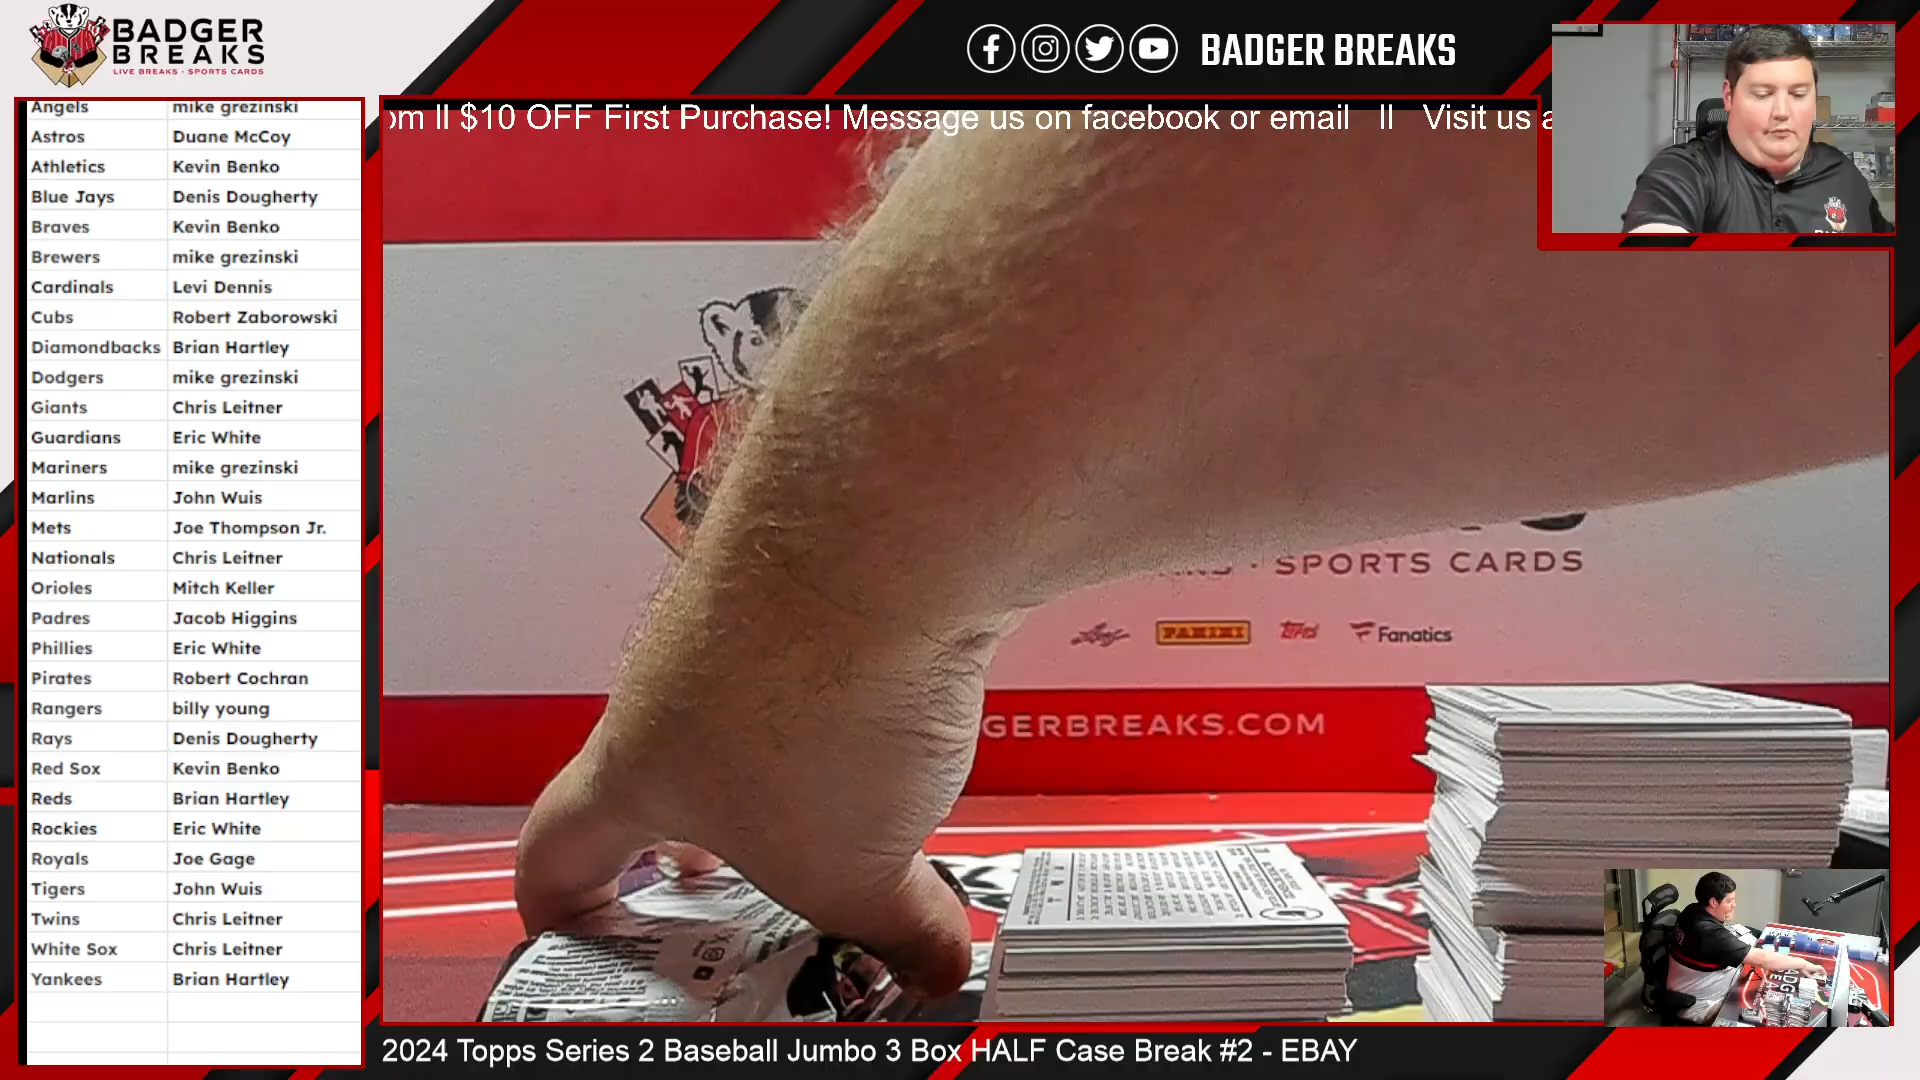 BADGER
BREAKS
LIVE BREAKS - SPORTS CARDS
BADGER BREAKS
om ll $10 OFF First Purchase! Message us on facebook or email ll Visit us a
Angels mike grezinski
Astros Duane McCoy
Athletics Kevin Benko
Blue Jays Denis Dougherty
Braves Kevin Benko
Brewers mike grezinski
Cardinals Levi Dennis
Cubs Robert Zaborowski
Diamondbacks Brian Hartley
Dodgers mike grezinski
Giants Chris Leitner
Guardians Eric White
Mariners mike grezinski
Marlins John Wuis
Mets Joe Thompson Jr.
Nationals Chris Leitner
Orioles Mitch Keller
Padres Jacob Higgins
Phillies Eric White
Pirates Robert Cochran
Rangers billy young
Rays Denis Dougherty
Red Sox Kevin Benko
Reds Brian Hartley
Rockies Eric White
Royals Joe Gage
Tigers John Wuis
Twins Chris Leitner
White Sox Chris Leitner
Yankees Brian Hartley
· SPORTS CARDS
Leaf PANINI Topps Fanatics
GERBREAKS.COM
2024 Topps Series 2 Baseball Jumbo 3 Box HALF Case Break #2 - EBAY